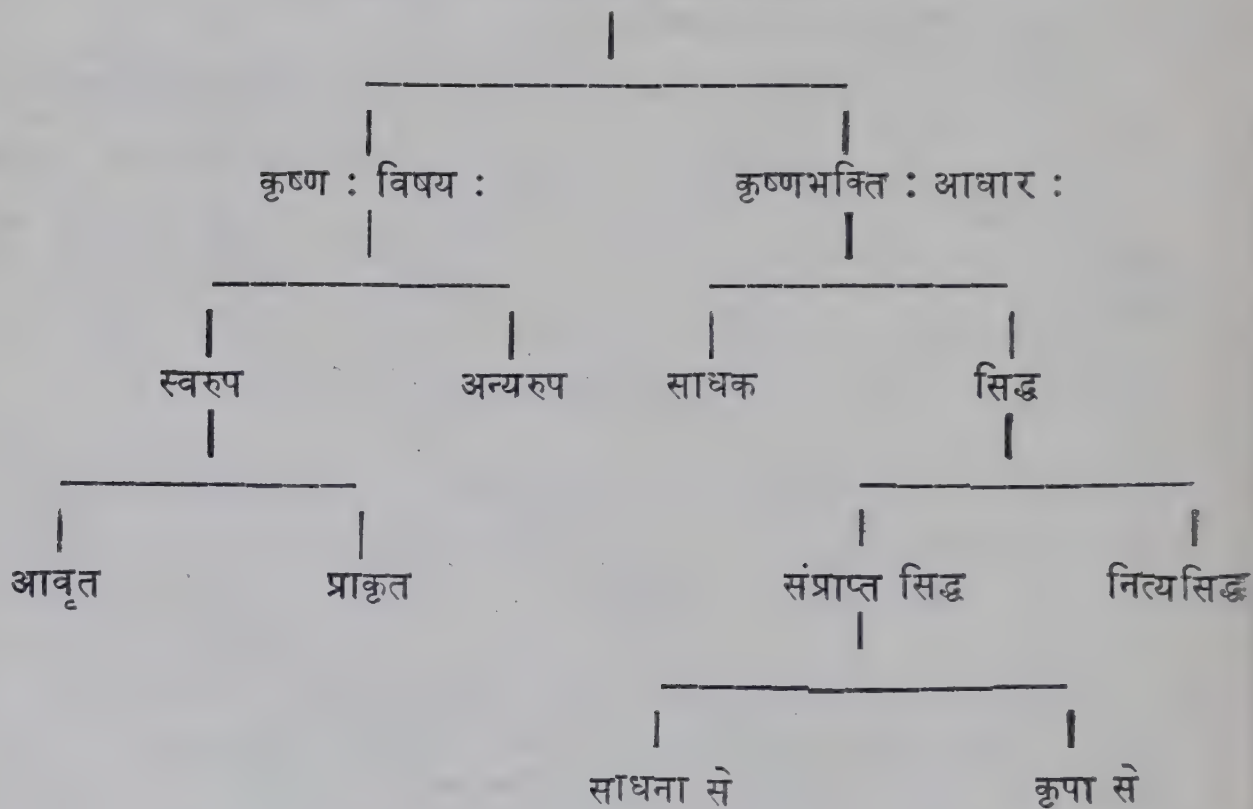 कृष्ण : विषय : कृष्णभक्ति : आधार :
स्वरुप अन्यरुप साधक सिद्ध
आवृत प्राकृत संप्राप्त सिद्ध नित्यसिद्ध
साधना से कृपा से